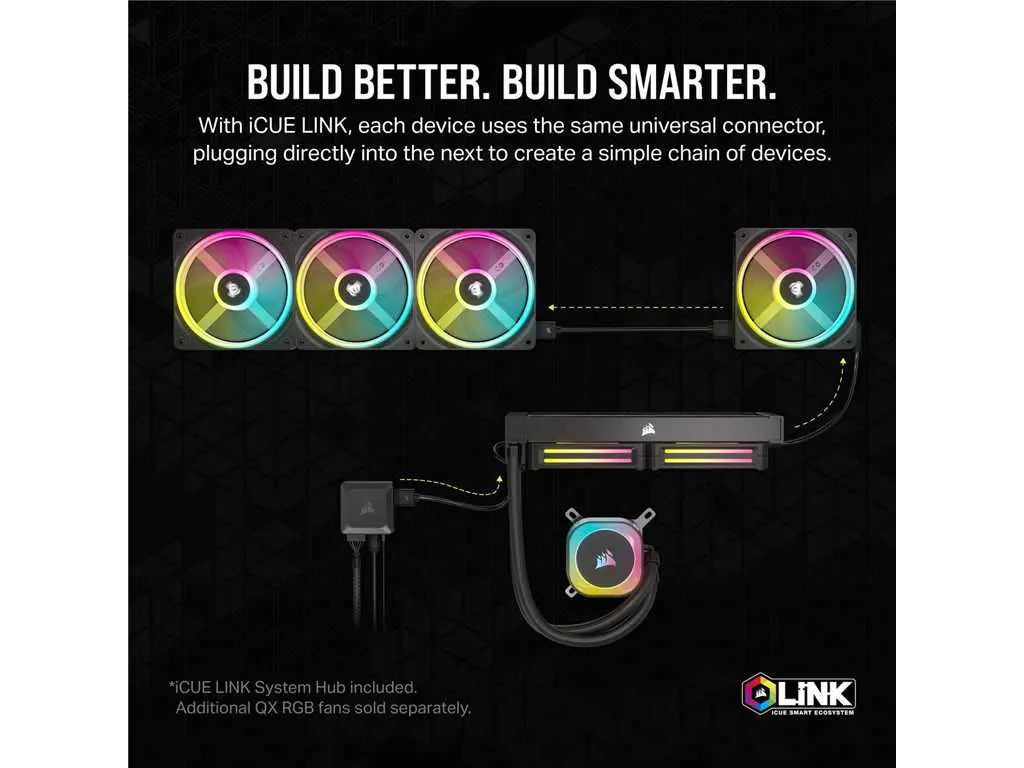 BUILD BETTER. BUILD SMARTER.
With iCUE LINK, each device uses the same universal connector,
plugging directly into the next to create a simple chain of devices.
*iCUE LINK System Hub included.
Additional QX RGB fans sold separately.
LINK
ICUE SMART ECOSYSTEM